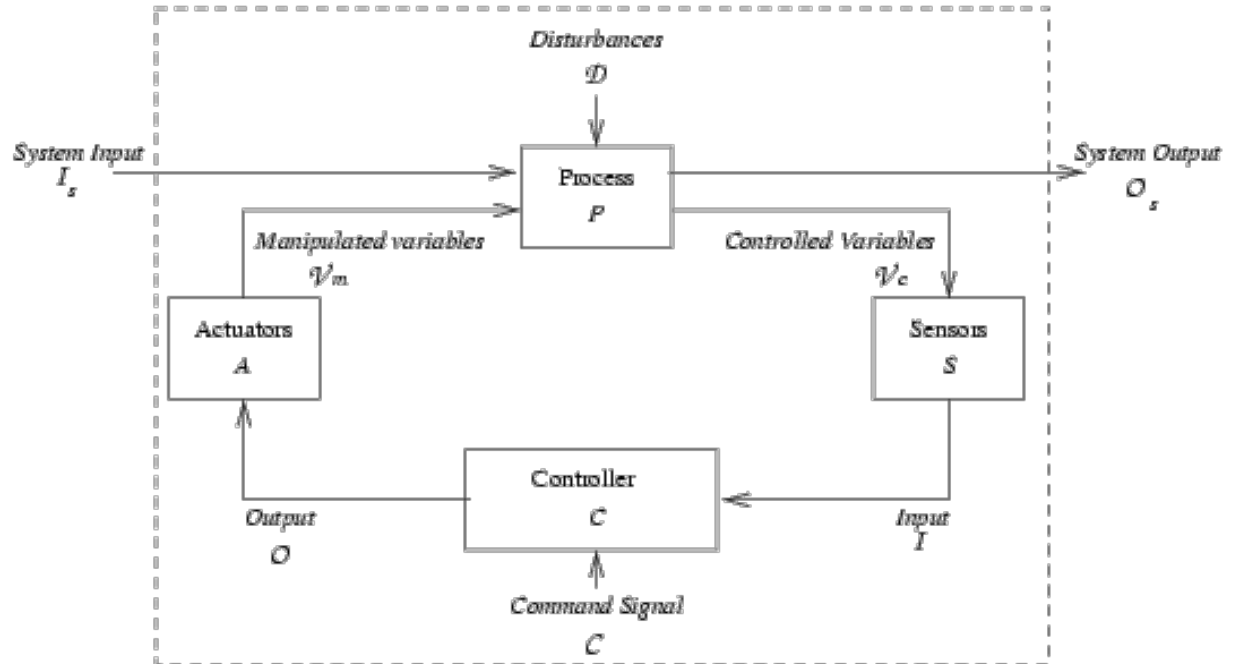 Disturbances
D
System Input
I_s
Process
P
System Output
O_s
Manipulated variables
V_m
Controlled Variables
V_c
Actuators
A
Sensors
S
Controller
C
Output
O
Input
I
Command Signal
C